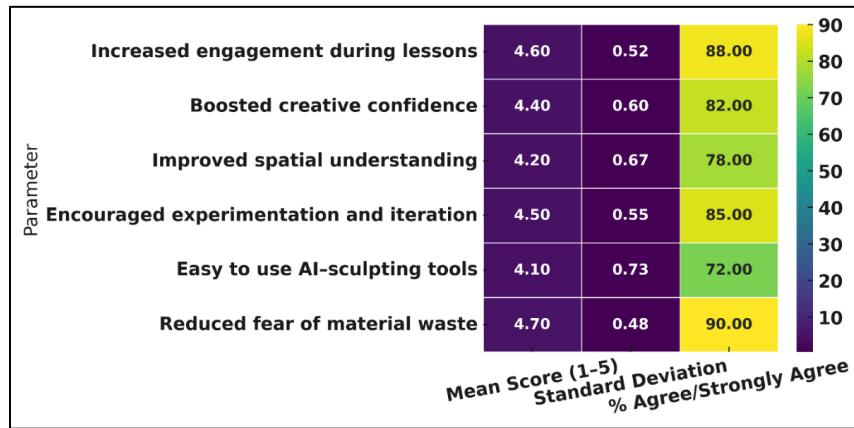 Parameter
Increased engagement during lessons 4.60 0.52 88.00
Boosted creative confidence 4.40 0.60 82.00
Improved spatial understanding 4.20 0.67 78.00
Encouraged experimentation and iteration 4.50 0.55 85.00
Easy to use AI–sculpting tools 4.10 0.73 72.00
Reduced fear of material waste 4.70 0.48 90.00
Mean Score (1–5)
Standard Deviation
% Agree/Strongly Agree
90
80
70
60
50
40
30
20
10